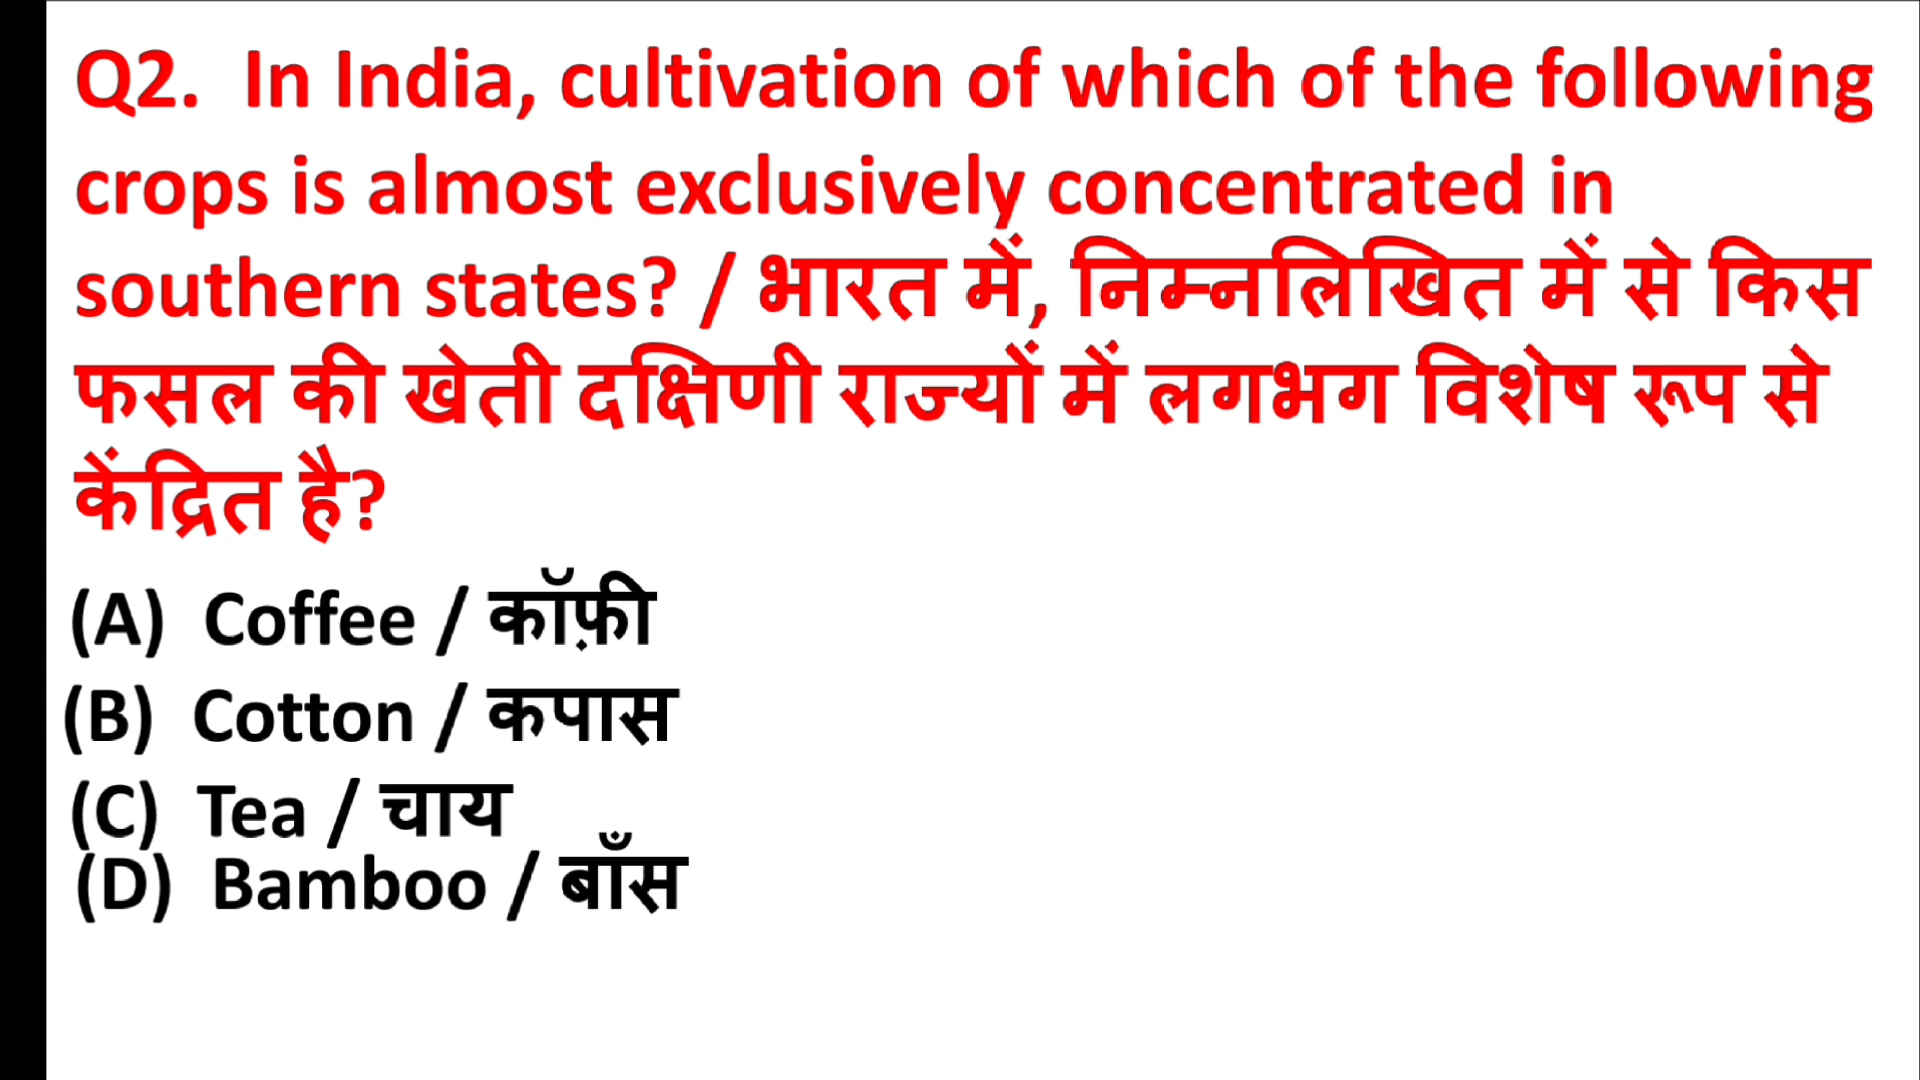 Q2.  In India, cultivation of which of the following
crops is almost exclusively concentrated in
southern states? / भारत में, निम्नलिखित में से किस
फसल की खेती दक्षिणी राज्यों में लगभग विशेष रूप से
केंद्रित है?
(A)  Coffee / कॉफ़ी
(B)  Cotton / कपास
(C)  Tea / चाय
(D)  Bamboo / बाँस